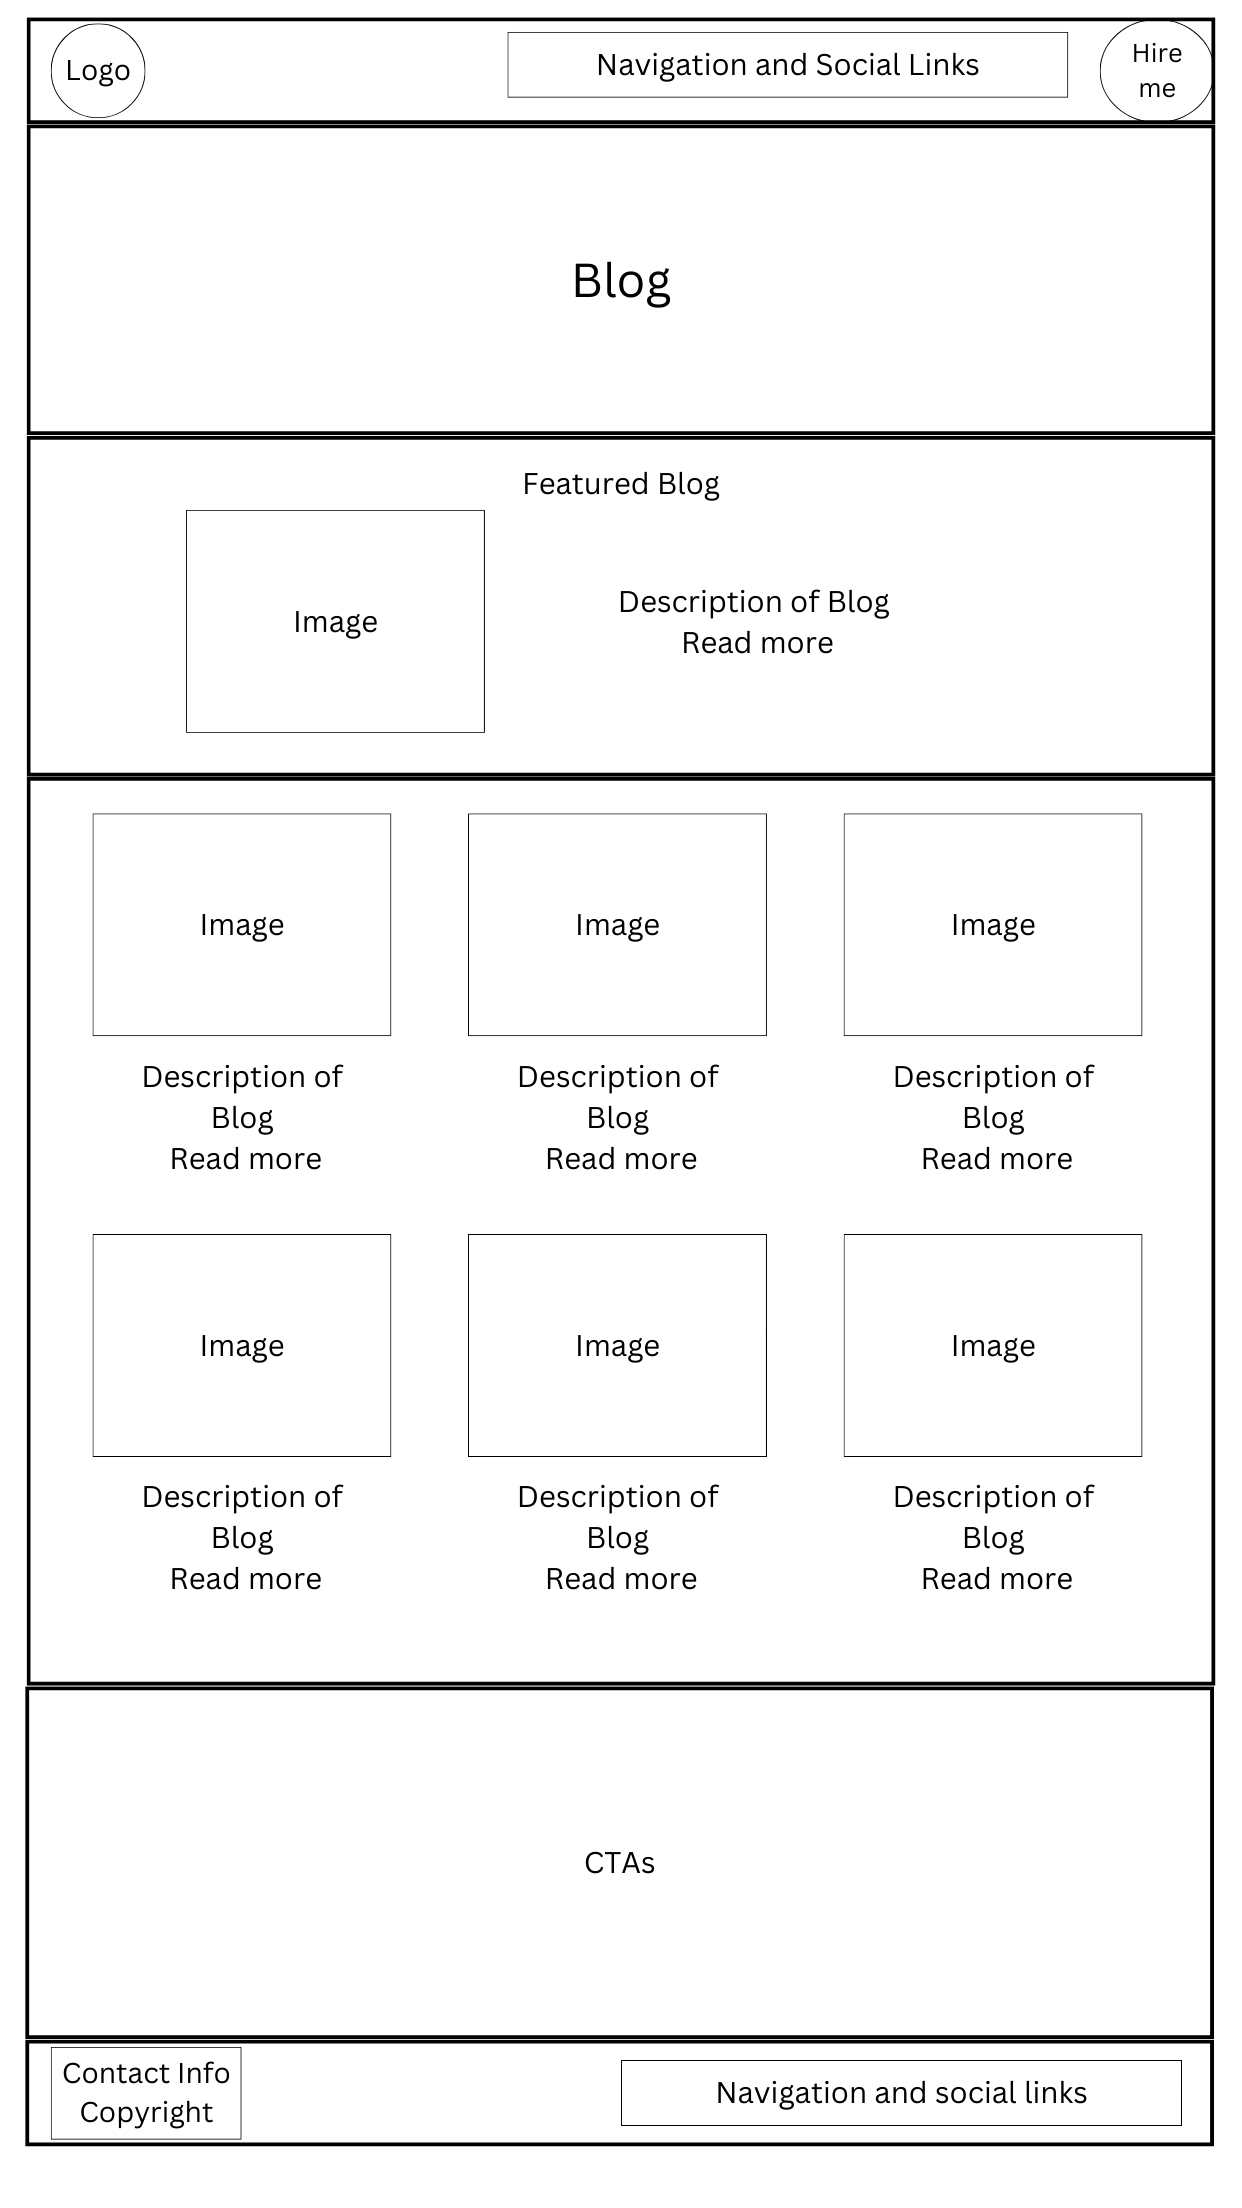 Logo
Navigation and Social Links
Hire
me
Blog
Featured Blog
Image
Description of Blog
Read more
Image
Image
Image
Description of
Blog
Read more
Description of
Blog
Read more
Description of
Blog
Read more
Image
Image
Image
Description of
Blog
Read more
Description of
Blog
Read more
Description of
Blog
Read more
CTAs
Contact Info
Copyright
Navigation and social links